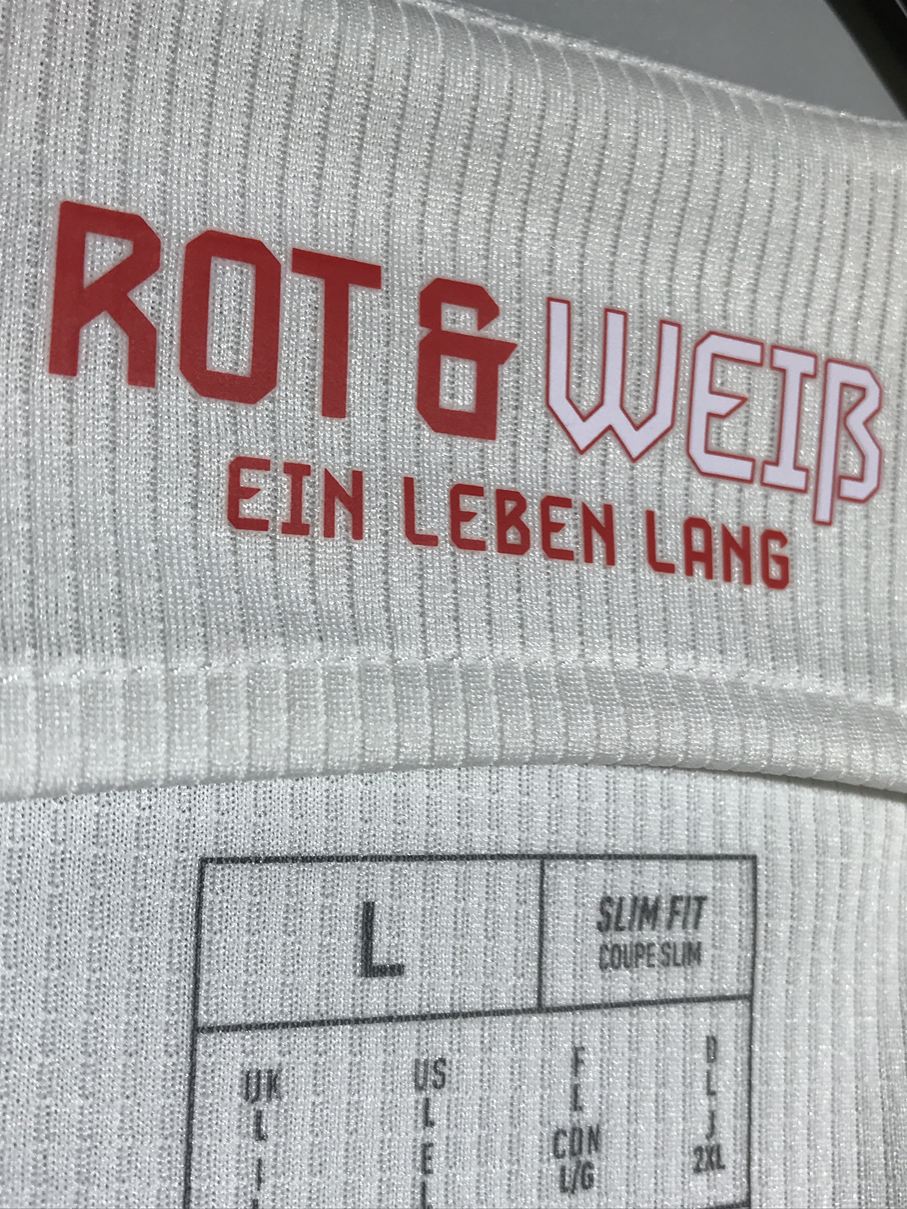 ROT & WEIß
EIN LEBEN LANG
L
SLIM FIT
COUPE SLIM
UK US F D
L L L L
I E CDN J
L L L/G 2XL